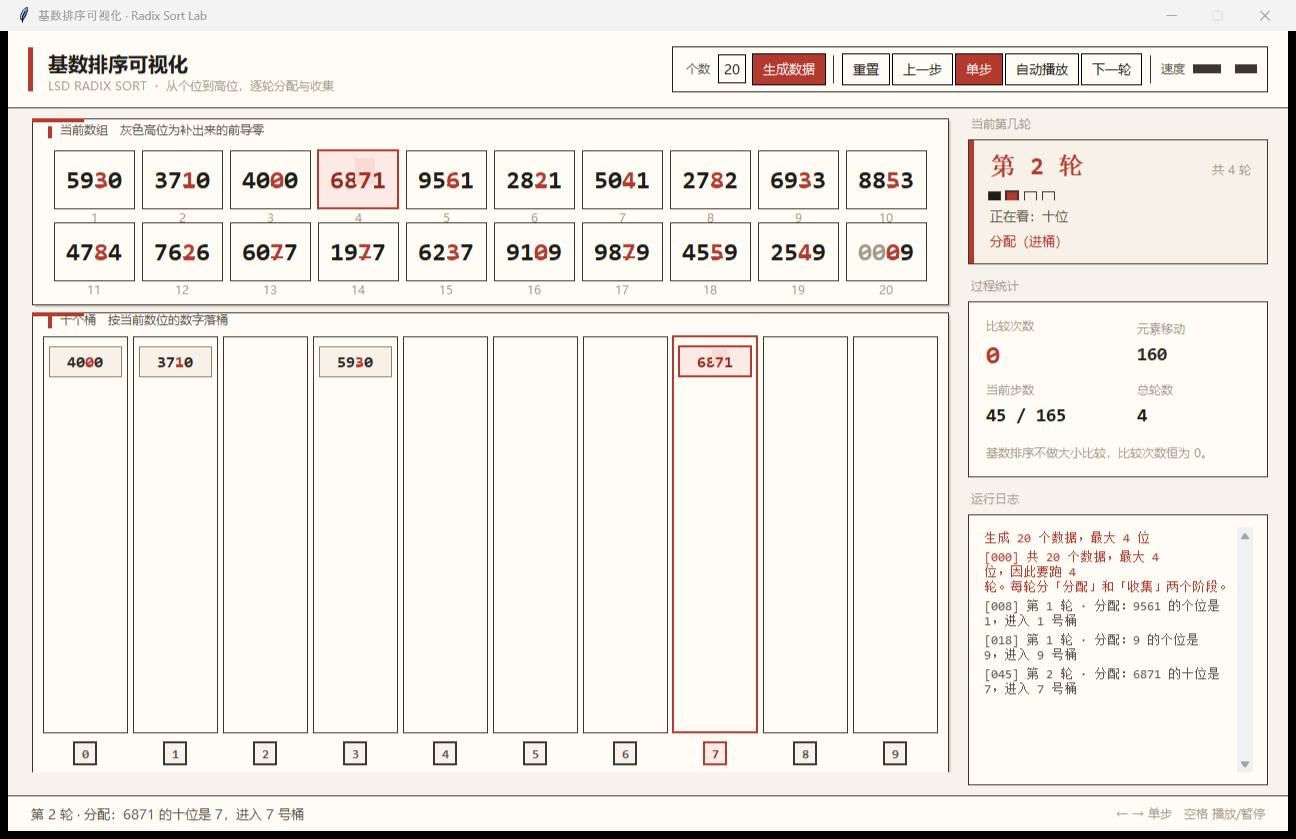 基数排序可视化 · Radix Sort Lab
基数排序可视化
LSD RADIX SORT · 从个位到高位，逐轮分配与收集
个数 20 生成数据 重置 上一步 单步 自动播放 下一轮 速度
当前数组 灰色高位为补出来的前导零
5930 3710 4000 6871 9561 2821 5041 2782 6933 8853
1 2 3 4 5 6 7 8 9 10
4784 7626 6077 1977 6237 9109 9879 4559 2549 0009
11 12 13 14 15 16 17 18 19 20
十个桶 按当前数位的数字落桶
4000 3710 5930 6871
0 1 2 3 4 5 6 7 8 9
当前第几轮
第 2 轮 共 4 轮
正在看：十位
分配（进桶）
过程统计
比较次数 元素移动
0 160
当前步数 总轮数
45 / 165 4
基数排序不做大小比较，比较次数恒为 0。
运行日志
生成 20 个数据，最大 4 位
[000] 共 20 个数据，最大 4
位，因此要跑 4
轮。每轮分「分配」和「收集」两个阶段。
[008] 第 1 轮 · 分配：9561 的个位是
1，进入 1 号桶
[018] 第 1 轮 · 分配：9 的个位是
9，进入 9 号桶
[045] 第 2 轮 · 分配：6871 的十位是
7，进入 7 号桶
第 2 轮 · 分配：6871 的十位是 7，进入 7 号桶
← → 单步 空格 播放/暂停